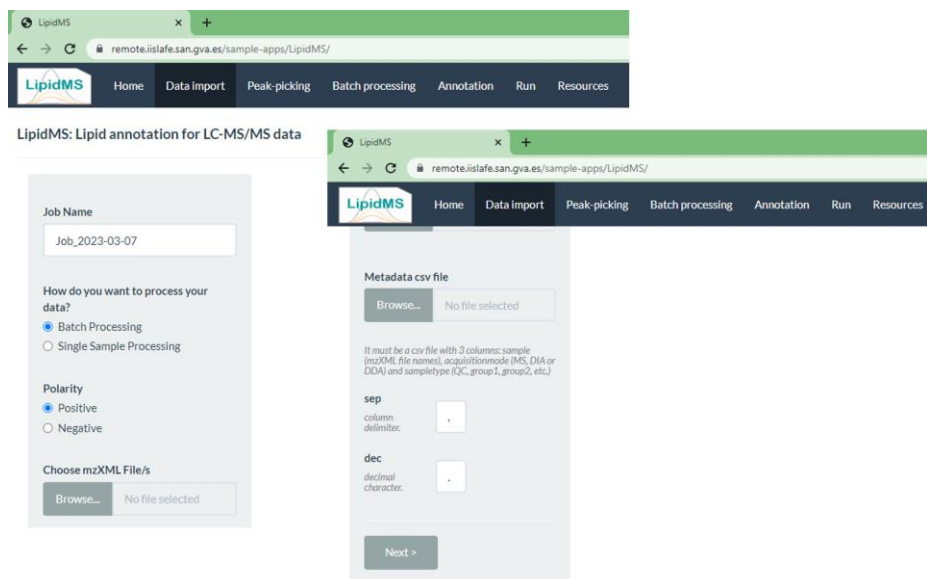 LipidMS
remote.iislafe.san.gva.es/sample-apps/LipidMS/
LipidMS Home Data import Peak-picking Batch processing Annotation Run Resources
LipidMS: Lipid annotation for LC-MS/MS data
Job Name
Job_2023-03-07
How do you want to process your
data?
Batch Processing
Single Sample Processing
Polarity
Positive
Negative
Choose mzXML File/s
Browse... No file selected
LipidMS
remote.iislafe.san.gva.es/sample-apps/LipidMS/
LipidMS Home Data import Peak-picking Batch processing Annotation Run Resources
Metadata csv file
Browse... No file selected
It must be a csv file with 3 columns: sample
(mzXML file names), acquisitionmode (MS, DIA or
DDA) and sampletype (QC, group1, group2, etc.)
sep
column
delimiter.
,
dec
decimal
character.
.
Next >